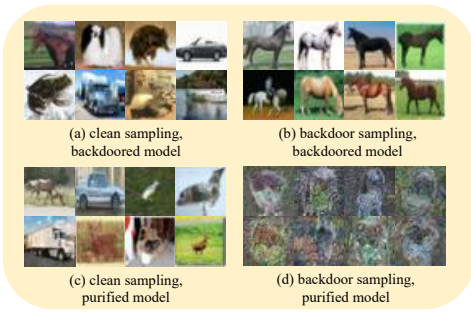 (a) clean sampling,
backdoored model
(b) backdoor sampling,
backdoored model
(c) clean sampling,
purified model
(d) backdoor sampling,
purified model